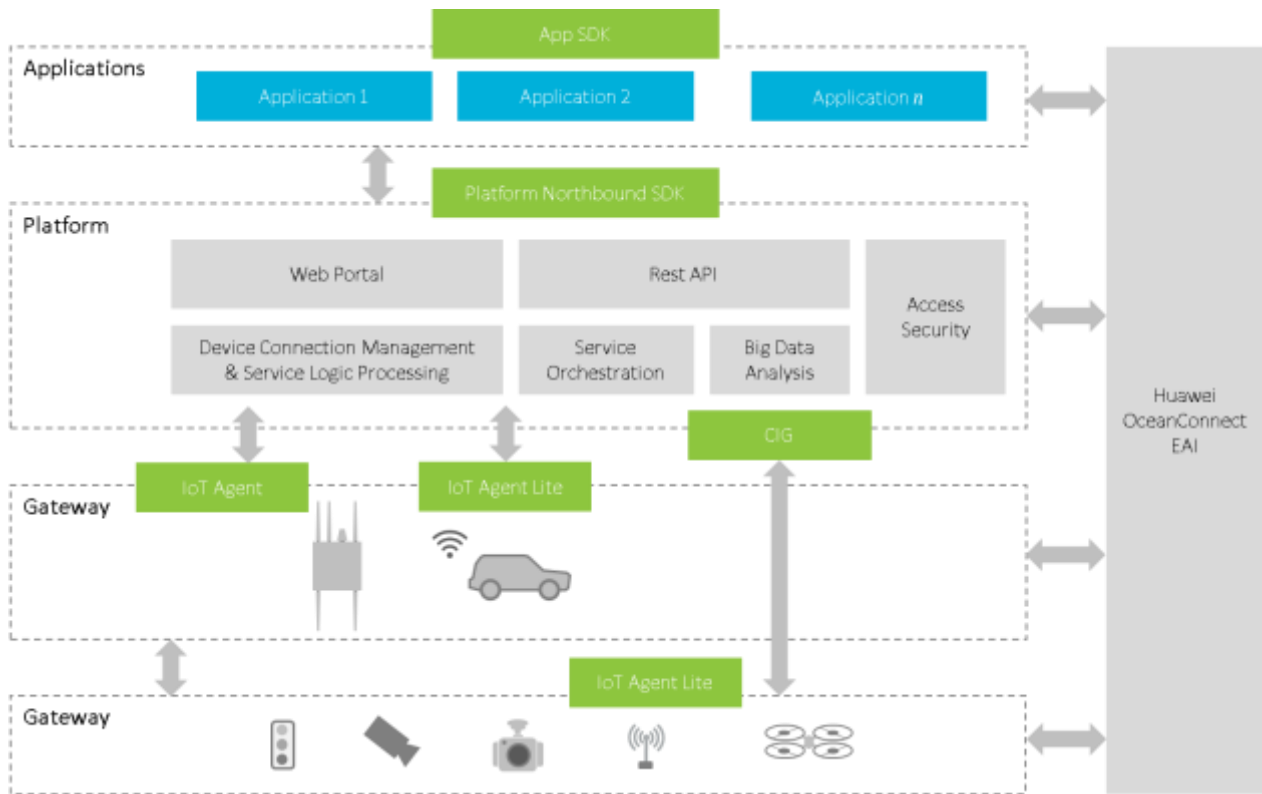 App SDK
Applications
Application 1
Application 2
Application n
Platform Northbound SDK
Platform
Web Portal
Rest API
Access
Security
Device Connection Management
& Service Logic Processing
Service
Orchestration
Big Data
Analysis
Huawei
OceanConnect
EAI
CIG
IoT Agent
IoT Agent Lite
Gateway
IoT Agent Lite
Gateway